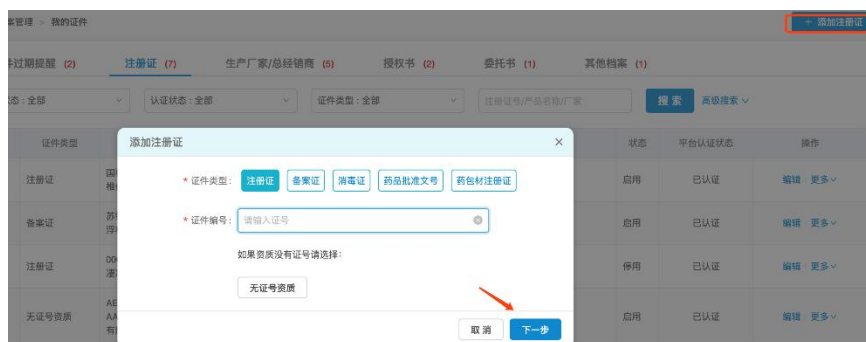 案管理 > 我的证件
+ 添加注册证
件过期提醒 (2) 注册证 (7) 生产厂家/总经销商 (5) 授权书 (2) 委托书 (1) 其他档案 (1)
态：全部 认证状态：全部 证件类型：全部 注册证号/产品名称/厂家 搜索 高级搜索
证件类型 状态 平台认证状态 操作
添加注册证 ×
注册证 国 启用 已认证 编辑 更多
* 证件类型： 注册证 备案证 消毒证 药品批准文号 药包材注册证
备案证 苏 启用 已认证 编辑 更多
* 证件编号： 请输入证号
注册证 停用 已认证 编辑 更多
如果资质没有证号请选择：
无证号资质
无证号资质 AE 启用 已认证 编辑 更多
AA
有
取消 下一步